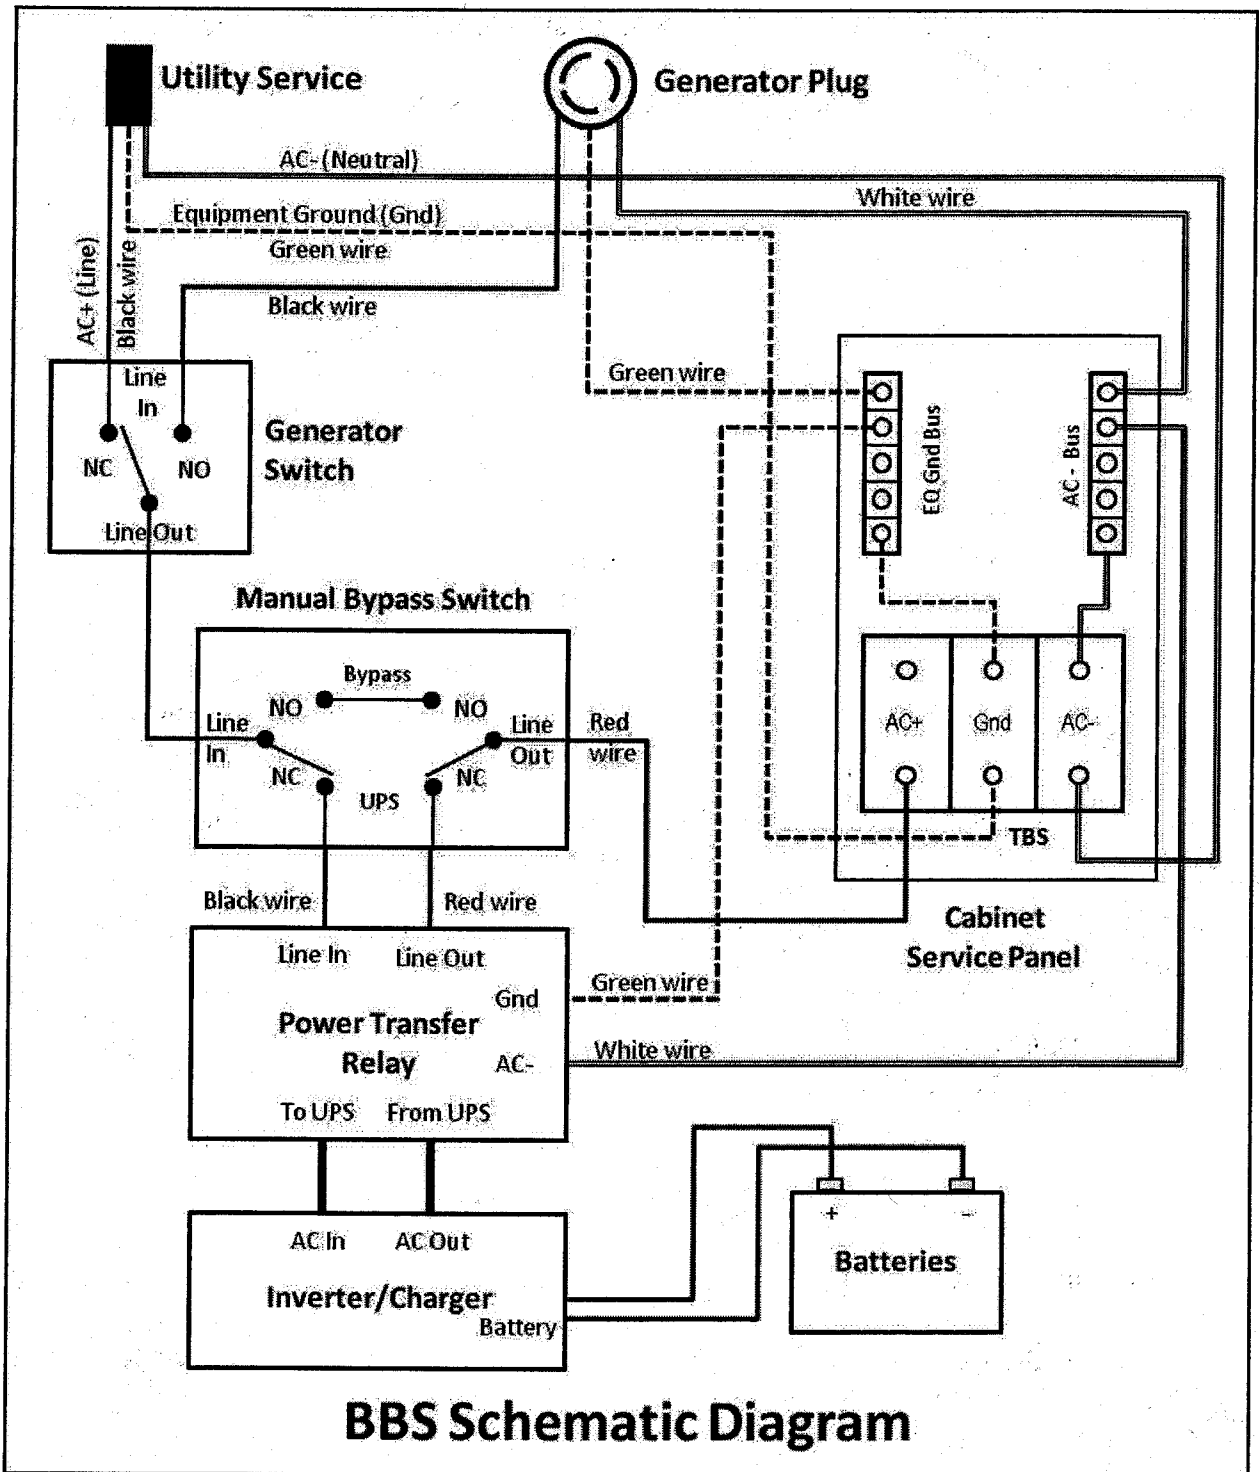 Utility Service
Generator Plug
AC- (Neutral)
White wire
Equipment Ground (Gnd)
Green wire
AC+ (Line)
Black wire
Black wire
Green wire
Line
In
NC
NO
Line Out
Generator
Switch
EQ Gnd Bus
AC - Bus
Manual Bypass Switch
Bypass
NO
NO
Line
In
Line
Out
Red
wire
NC
NC
UPS
AC+
Gnd
AC-
TBS
Black wire
Red wire
Cabinet
Service Panel
Line In
Line Out
Gnd
Green wire
Power Transfer
Relay
AC-
White wire
To UPS
From UPS
AC In
AC Out
Inverter/Charger
Battery
+
-
Batteries
BBS Schematic Diagram